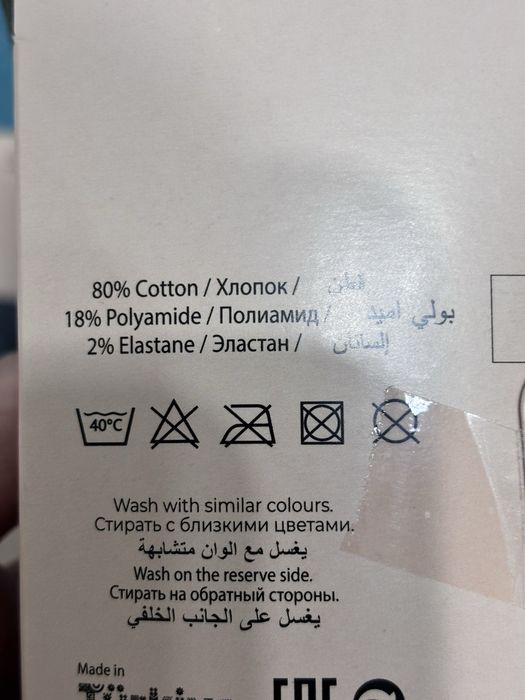 80% Cotton / Хлопок / قطن
18% Polyamide / Полиамид / بولي اميد
2% Elastane / Эластан /
40°C
Wash with similar colours.
Стирать с близкими цветами.
يغسل مع الوان متشابهة
Wash on the reserve side.
Стирать на обратный стороны.
يغسل على الجانب الخلفي
Made in
EAC